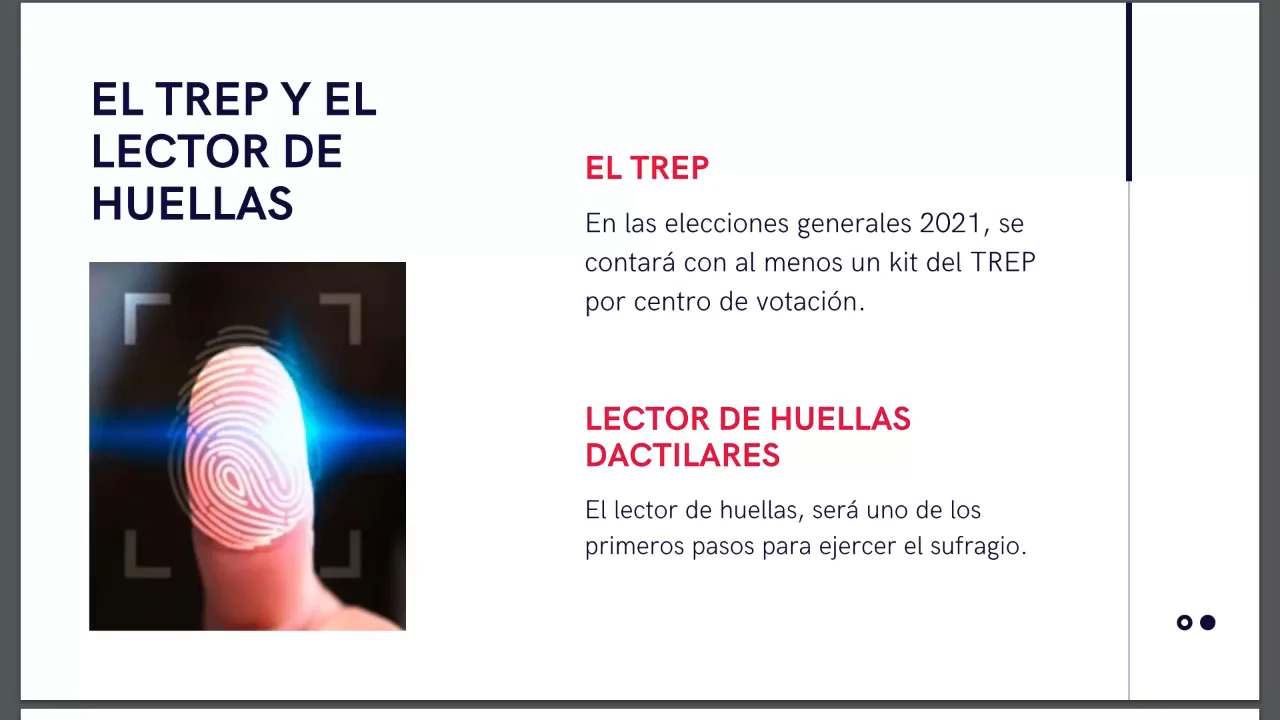 EL TREP Y EL
LECTOR DE
HUELLAS
EL TREP
En las elecciones generales 2021, se
contará con al menos un kit del TREP
por centro de votación.
LECTOR DE HUELLAS
DACTILARES
El lector de huellas, será uno de los
primeros pasos para ejercer el sufragio.